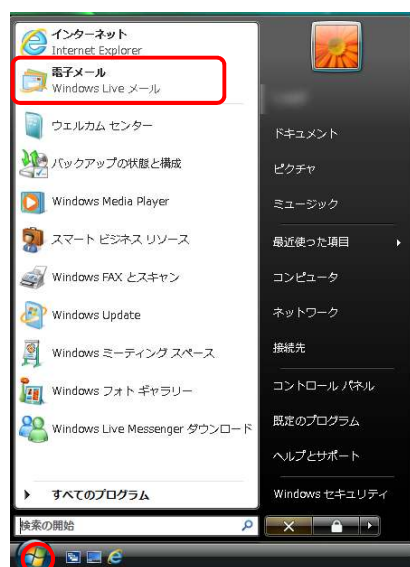 インターネット
Internet Explorer
電子メール
Windows Live メール
ウェルカム センター
バックアップの状態と構成
Windows Media Player
スマート ビジネス リソース
Windows FAX とスキャン
Windows Update
Windows ミーティング スペース
Windows フォト ギャラリー
Windows Live Messenger ダウンロード
すべてのプログラム
検索の開始
ドキュメント
ピクチャ
ミュージック
最近使った項目
コンピュータ
ネットワーク
接続先
コントロール パネル
既定のプログラム
ヘルプとサポート
Windows セキュリティ